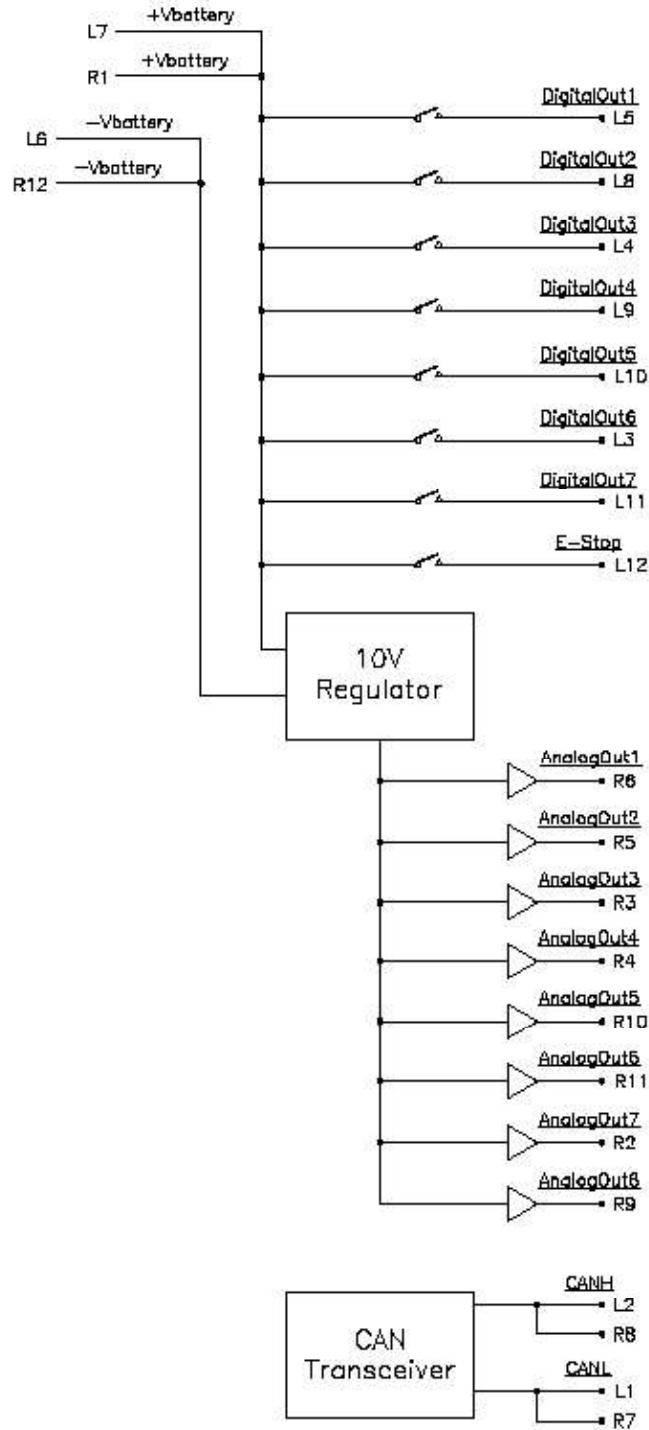 +Vbattery
L7
+Vbattery
R1
−Vbattery
L6
−Vbattery
R12
DigitalOut1
L5
DigitalOut2
L8
DigitalOut3
L4
DigitalOut4
L9
DigitalOut5
L10
DigitalOut6
L3
DigitalOut7
L11
E−Stop
L12
10V
Regulator
AnalogOut1
R6
AnalogOut2
R5
AnalogOut3
R3
AnalogOut4
R4
AnalogOut5
R10
AnalogOut6
R11
AnalogOut7
R2
R9
CAN
Transceiver
CANH
L2
R8
CANL
L1
R7